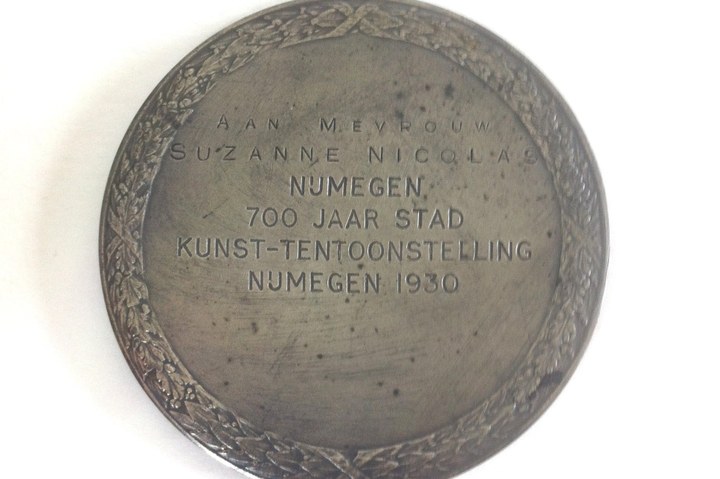 AAN MEVROUW
SUZANNE NICOLAS
NIJMEGEN
700 JAAR STAD
KUNST-TENTOONSTELLING
NIJMEGEN 1930